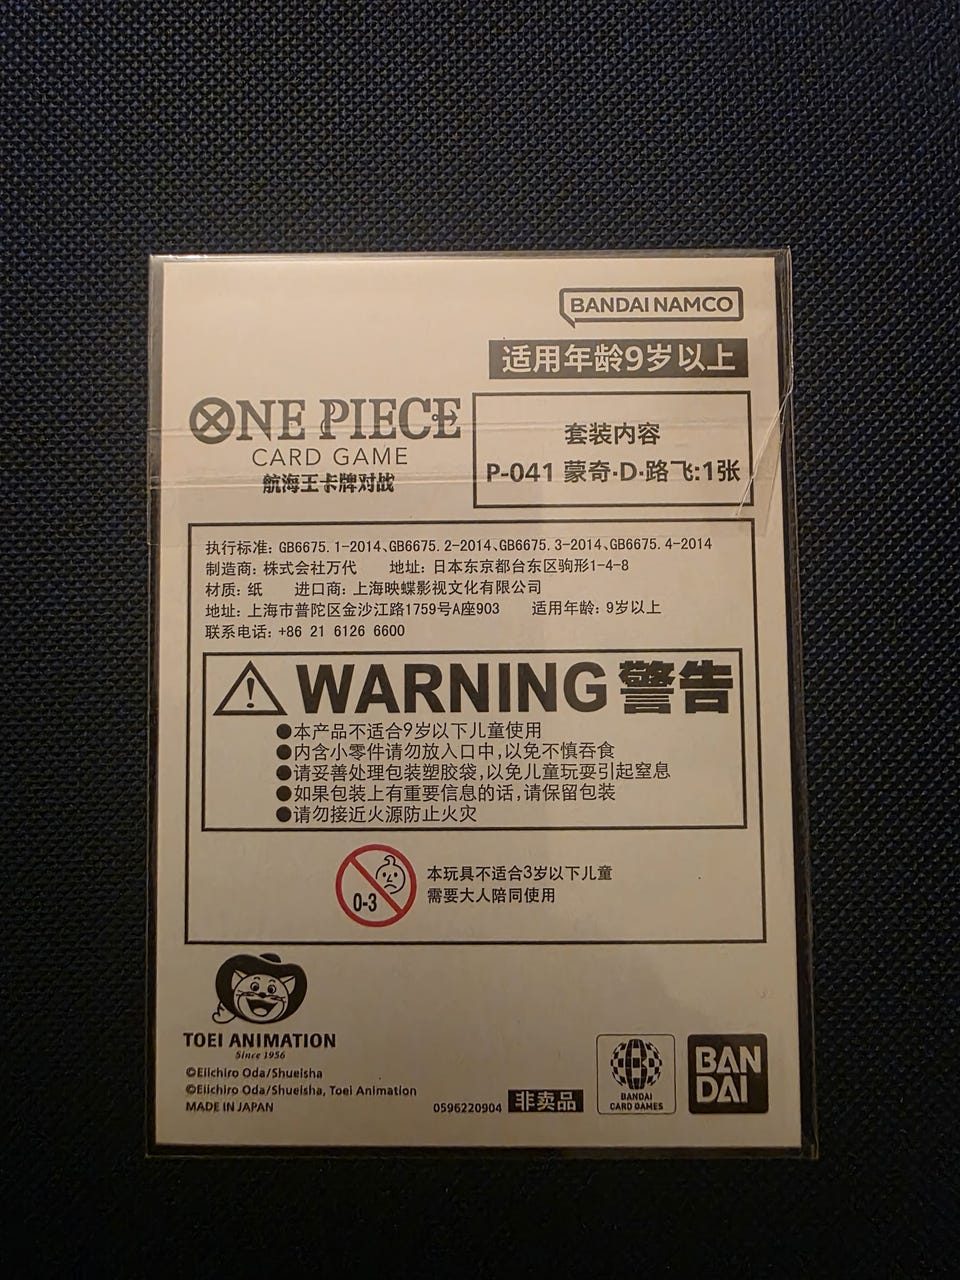 BANDAI NAMCO
适用年龄9岁以上
ONE PIECE
CARD GAME
航海王卡牌对战
套装内容
P-041 蒙奇·D·路飞:1张
执行标准: GB6675.1-2014、GB6675.2-2014、GB6675.3-2014、GB6675.4-2014
制造商: 株式会社万代 地址: 日本东京都台东区驹形1-4-8
材质: 纸 进口商: 上海映蝶影视文化有限公司
地址: 上海市普陀区金沙江路1759号A座903 适用年龄: 9岁以上
联系电话: +86 21 6126 6600
WARNING 警告
●本产品不适合9岁以下儿童使用
●内含小零件请勿放入口中,以免不慎吞食
●请妥善处理包装塑胶袋,以免儿童玩耍引起窒息
●如果包装上有重要信息的话,请保留包装
●请勿接近火源防止火灾
0-3
本玩具不适合3岁以下儿童
需要大人陪同使用
TOEI ANIMATION
Since 1956
©Eiichiro Oda/Shueisha
©Eiichiro Oda/Shueisha, Toei Animation
MADE IN JAPAN
0596220904 非卖品
BANDAI
CARD GAMES
BAN
DAI